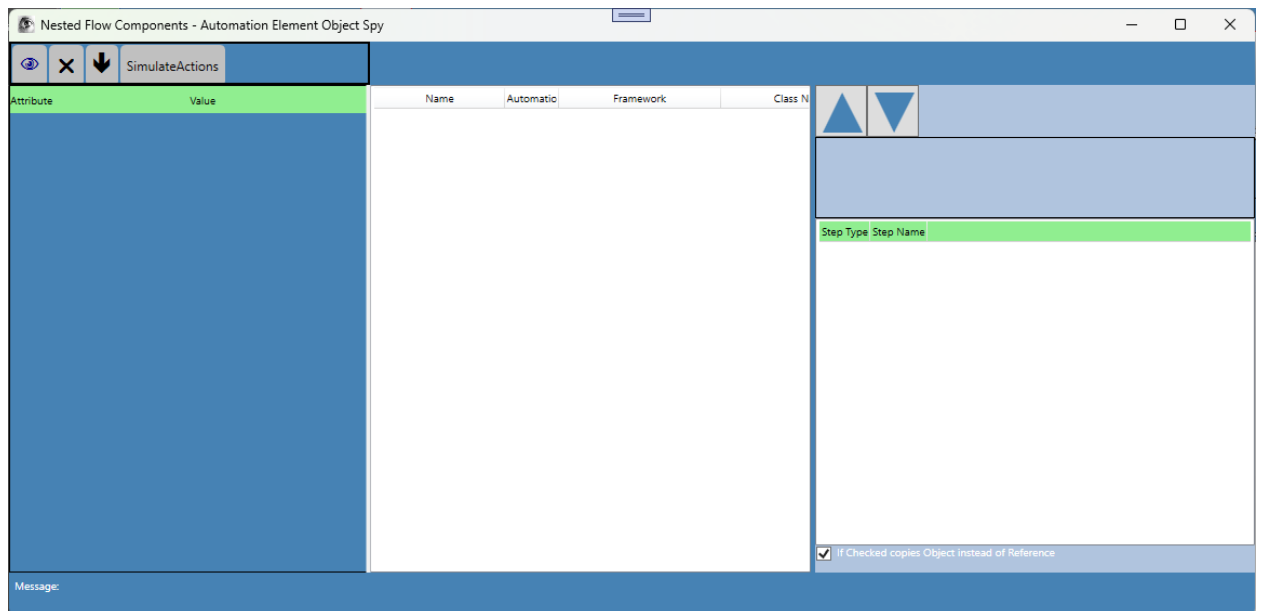 Nested Flow Components - Automation Element Object Spy
SimulateActions
Attribute Value
Name Automatio Framework Class N
Step Type Step Name
If Checked copies Object instead of Reference
Message: